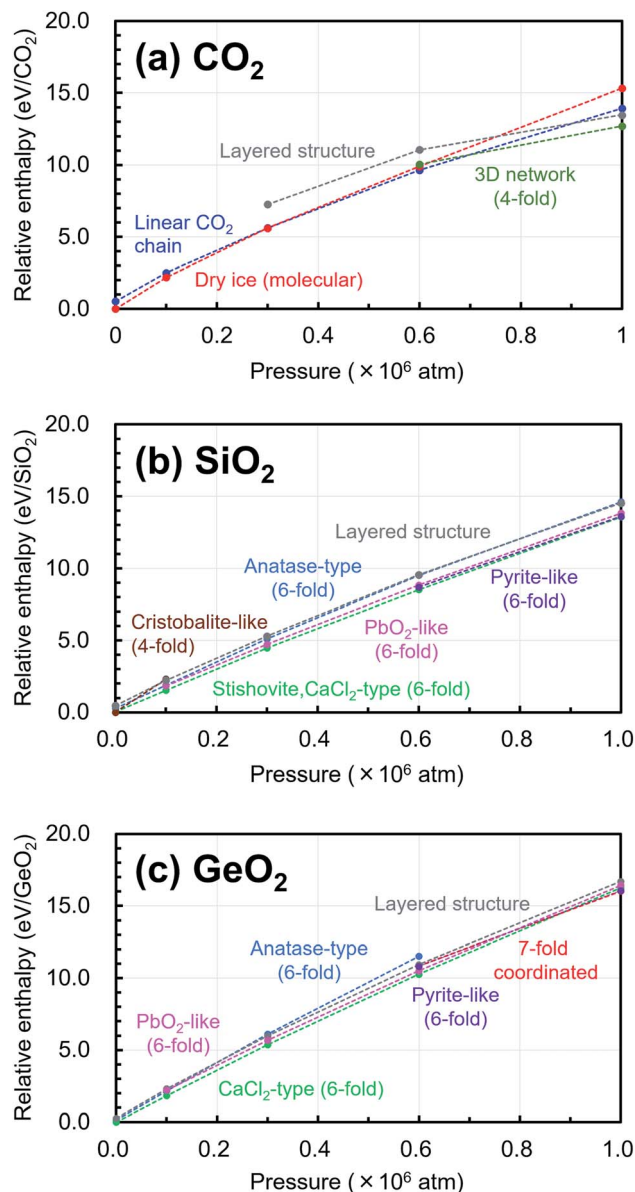 20.0
(a) CO₂
15.0
10.0
5.0
0.0
Relative enthalpy (eV/CO₂)
Layered structure
3D network
(4-fold)
Linear CO₂
chain
Dry ice (molecular)
0 0.2 0.4 0.6 0.8 1
Pressure (×10⁶ atm)
20.0
(b) SiO₂
15.0
10.0
5.0
0.0
Relative enthalpy (eV/SiO₂)
Layered structure
Anatase-type
(6-fold)
Pyrite-like
(6-fold)
Cristobalite-like
(4-fold)
PbO₂-like
(6-fold)
Stishovite,CaCl₂-type (6-fold)
0.0 0.2 0.4 0.6 0.8 1.0
Pressure (×10⁶ atm)
20.0
(c) GeO₂
15.0
10.0
5.0
0.0
Relative enthalpy (eV/GeO₂)
Layered structure
Anatase-type
(6-fold)
7-fold
coordinated
Pyrite-like
(6-fold)
PbO₂-like
(6-fold)
CaCl₂-type (6-fold)
0.0 0.2 0.4 0.6 0.8 1.0
Pressure (×10⁶ atm)